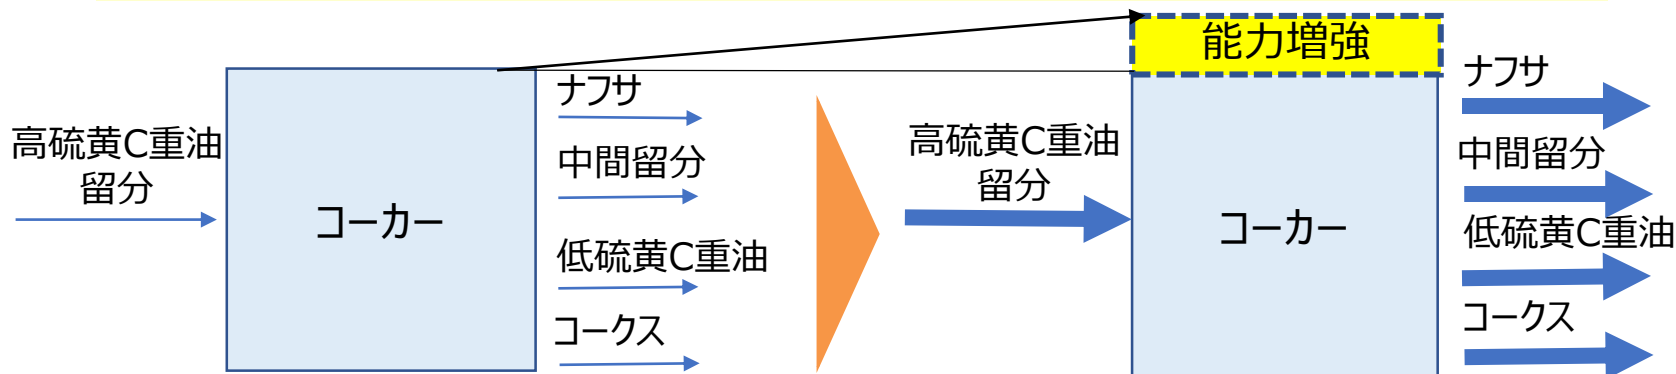 高硫黄C重油
留分
コーカー
ナフサ
中間留分
低硫黄C重油
コークス
高硫黄C重油
留分
能力増強
コーカー
ナフサ
中間留分
低硫黄C重油
コークス